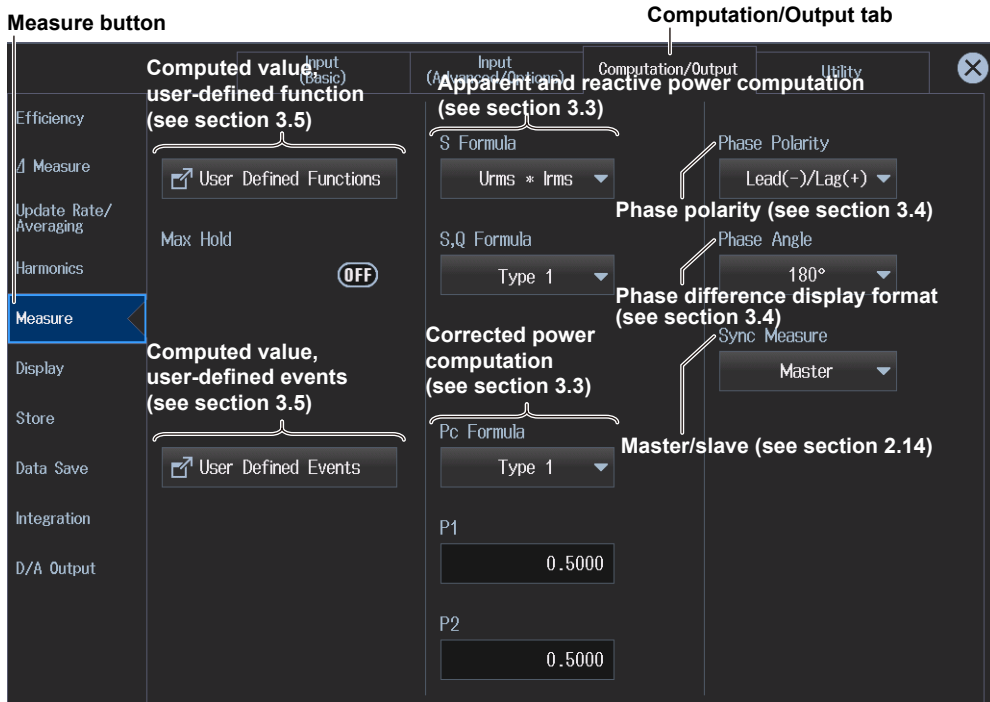 Measure button
Computation/Output tab
Input
(Basic)
Input
(Advanced/Options)
Computation/Output
Utility
Efficiency
⊿ Measure
Update Rate/
Averaging
Harmonics
Measure
Display
Store
Data Save
Integration
D/A Output
Computed value,
user-defined function
(see section 3.5)
User Defined Functions
Max Hold
OFF
Computed value,
user-defined events
(see section 3.5)
User Defined Events
Apparent and reactive power computation
(see section 3.3)
S Formula
Urms * Irms
S,Q Formula
Type 1
Corrected power
computation
(see section 3.3)
Pc Formula
Type 1
P1
0.5000
P2
0.5000
Phase Polarity
Lead(-)/Lag(+)
Phase polarity (see section 3.4)
Phase Angle
180°
Phase difference display format
(see section 3.4)
Sync Measure
Master
Master/slave (see section 2.14)